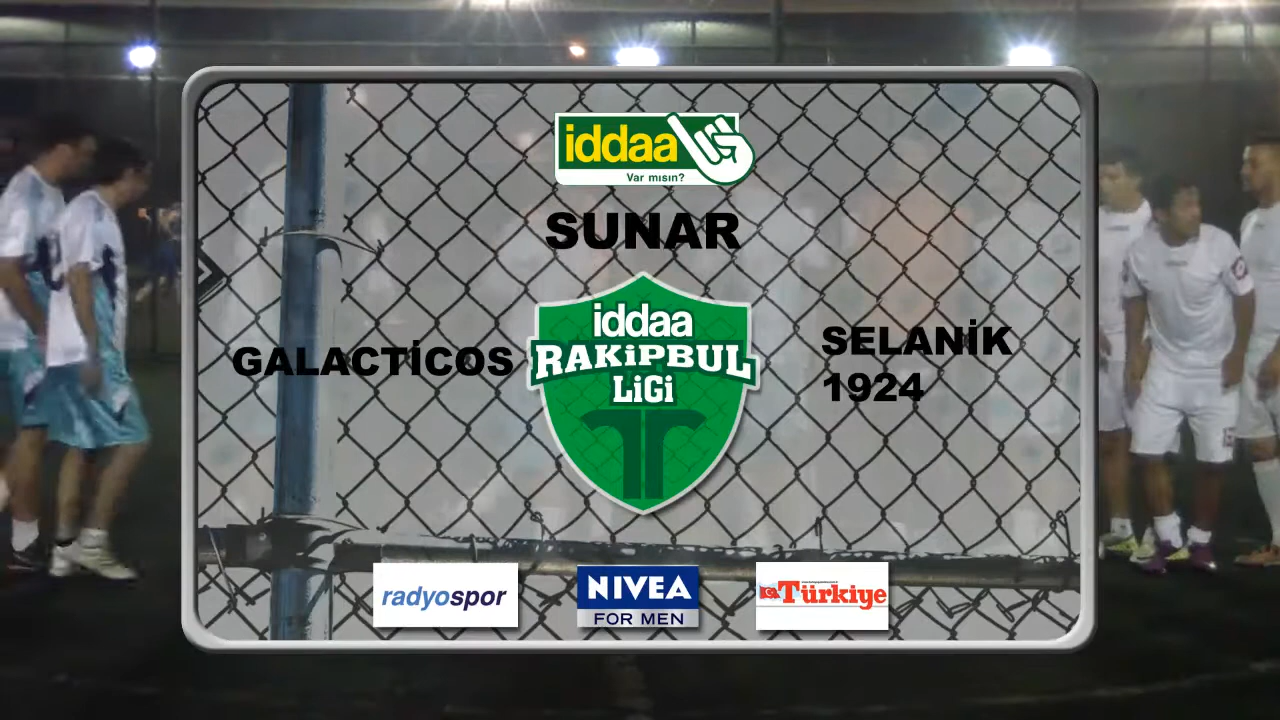 iddaa
Var mısın?
SUNAR
iddaa
RAKİPBUL
LİGİ
GALACTİCOS
SELANİK
1924
radyospor
NIVEA
FOR MEN
Türkiye